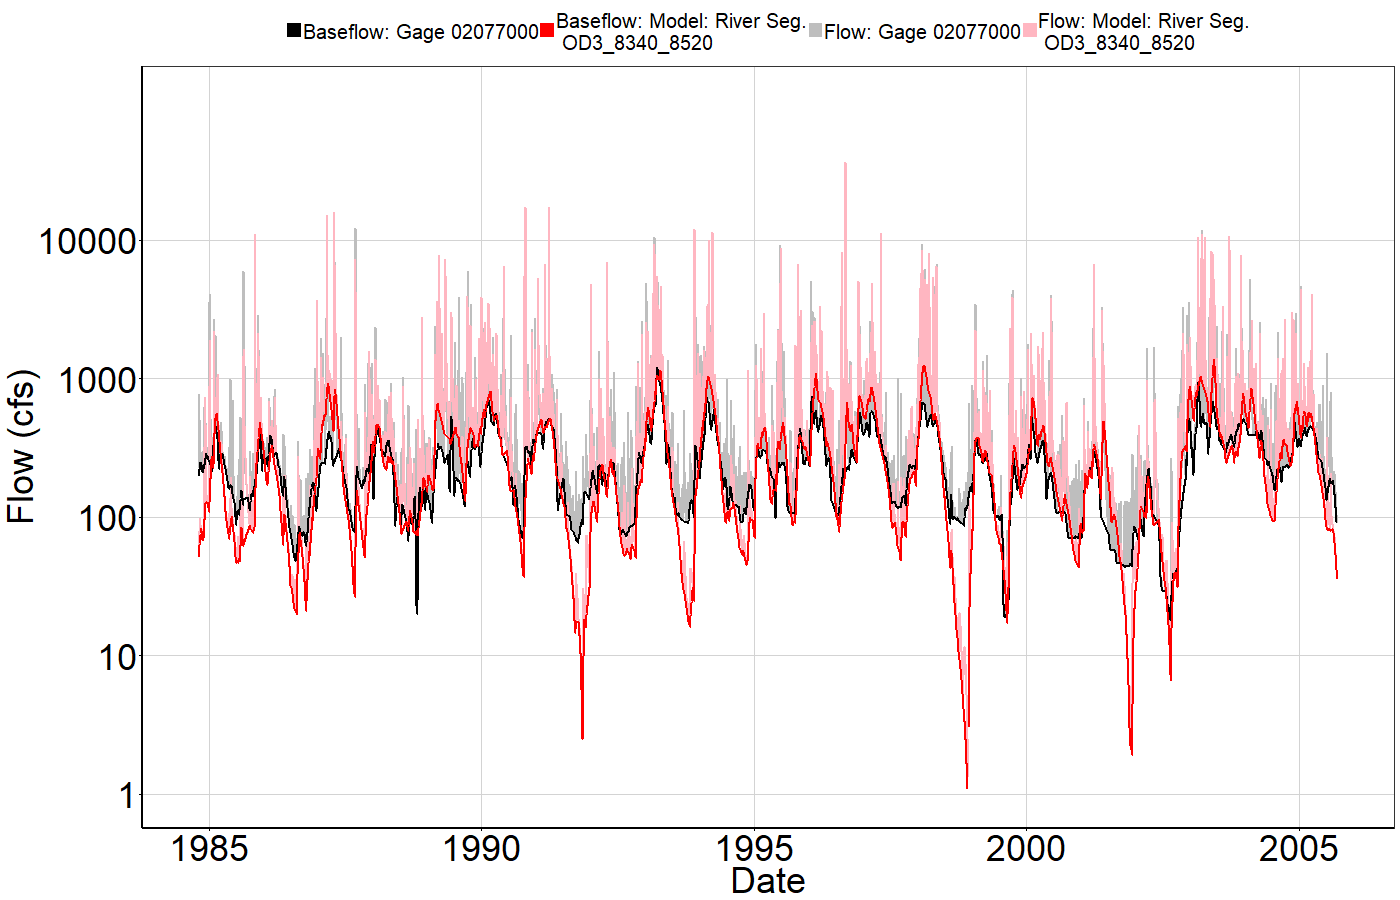 Baseflow: Gage 02077000 Baseflow: Model: River Seg. Flow: Gage 02077000 Flow: Model: River Seg.
OD3_8340_8520 OD3_8340_8520
10000
1000
100
10
1
Flow (cfs)
1985 1990 1995 2000 2005
Date